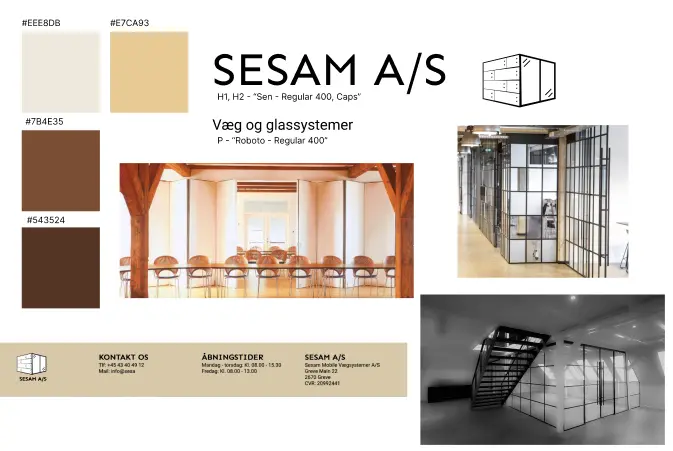 #EEE8DB
#E7CA93
#7B4E35
#543524
SESAM A/S
H1, H2 - “Sen - Regular 400, Caps”
Væg og glassystemer
P - “Roboto - Regular 400”
SESAM A/S
KONTAKT OS
Tlf: +45 43 40 49 12
Mail: info@sesa
ÅBNINGSTIDER
Mandag - torsdag: Kl. 08.00 - 15.30
Fredag: Kl. 08.00 - 13.00
SESAM A/S
Sesam Mobile Vægsystemer A/S
Greve Main 22
2670 Greve
CVR: 20992441